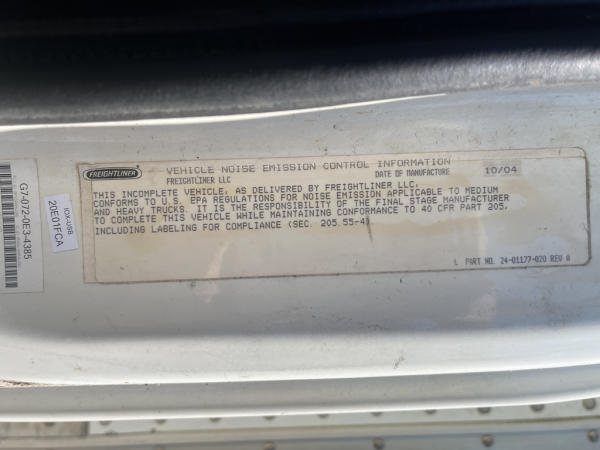 FREIGHTLINER
VEHICLE NOISE EMISSION CONTROL INFORMATION
FREIGHTLINER LLC
DATE OF MANUFACTURE
10/04
THIS INCOMPLETE VEHICLE, AS DELIVERED BY FREIGHTLINER LLC,
CONFORMS TO U.S. EPA REGULATIONS FOR NOISE EMISSION APPLICABLE TO MEDIUM
AND HEAVY TRUCKS. IT IS THE RESPONSIBILITY OF THE FINAL STAGE MANUFACTURER
TO COMPLETE THIS VEHICLE WHILE MAINTAINING CONFORMANCE TO 40 CFR PART 205,
INCLUDING LABELING FOR COMPLIANCE (SEC. 205.55-4)
L PART NO. 24-01177-020 REV A
20E01FCA
G7-072-0E3-4385